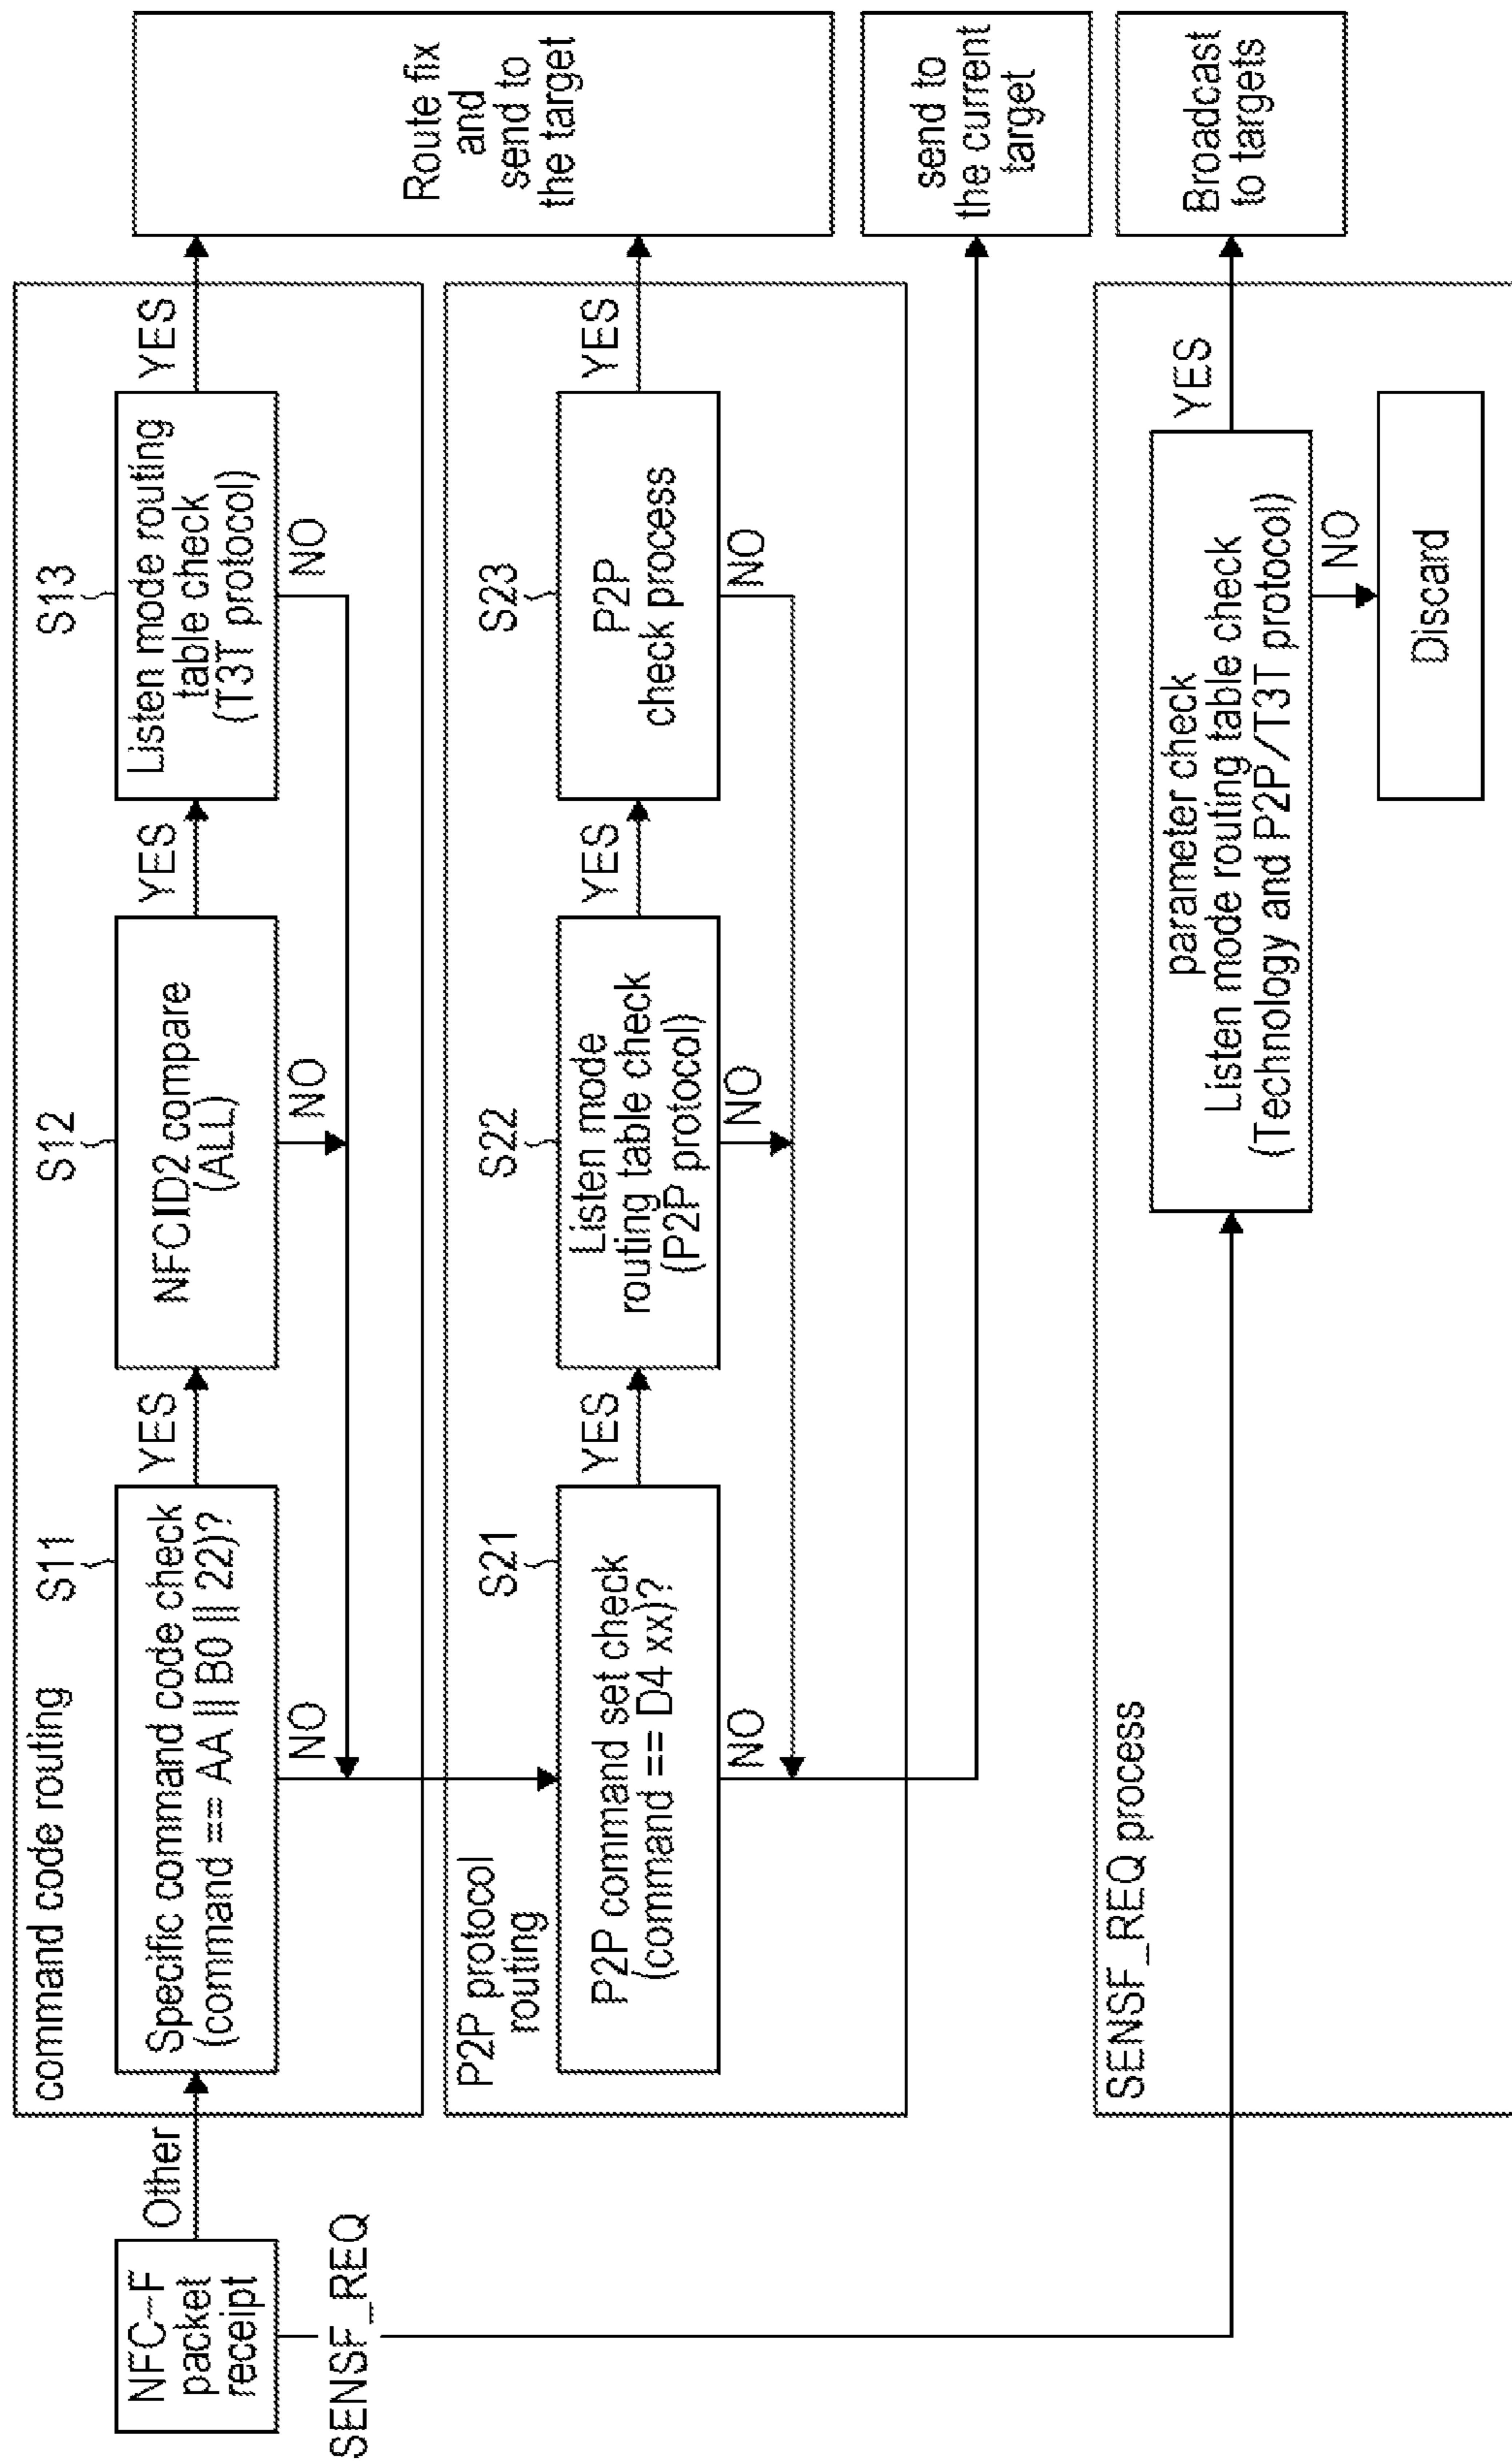 NFC-F
packet
receipt
Other
SENSF_REQ
command code routing
S11
Specific command code check
(command == AA || B0 || 22)?
YES
NO
S12
NFCID2 compare
(ALL)
YES
NO
S13
Listen mode routing
table check
(T3T protocol)
YES
NO
Route fix
and
send to
the target
P2P protocol
routing
S21
P2P command set check
(command == D4 xx)?
YES
NO
S22
Listen mode
routing table check
(P2P protocol)
YES
NO
S23
P2P
check process
YES
NO
send to
the current
target
SENSF_REQ process
parameter check
Listen mode routing table check
(Technology and P2P/T3T protocol)
YES
NO
Discard
Broadcast
to targets